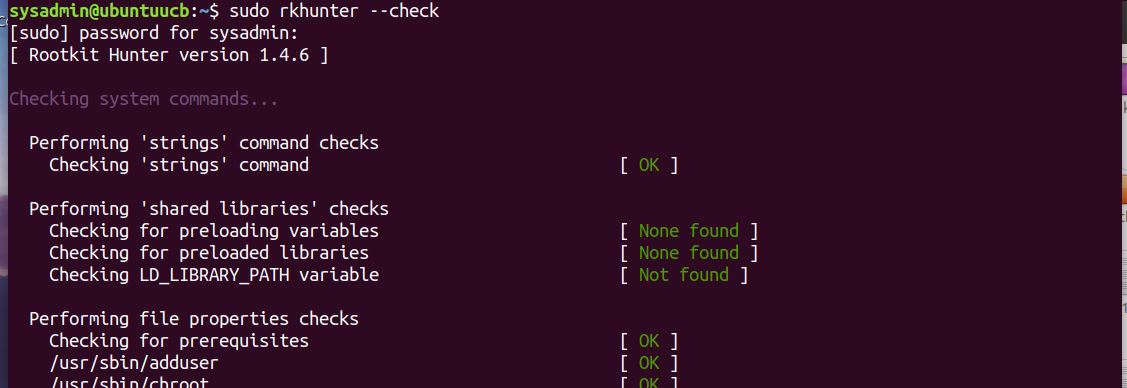 sysadmin@ubuntuucb:~$ sudo rkhunter --check
[sudo] password for sysadmin:
[ Rootkit Hunter version 1.4.6 ]
Checking system commands...
Performing 'strings' command checks
Checking 'strings' command [ OK ]
Performing 'shared libraries' checks
Checking for preloading variables [ None found ]
Checking for preloaded libraries [ None found ]
Checking LD_LIBRARY_PATH variable [ Not found ]
Performing file properties checks
Checking for prerequisites [ OK ]
/usr/sbin/adduser [ OK ]
/usr/sbin/chroot [ OK ]